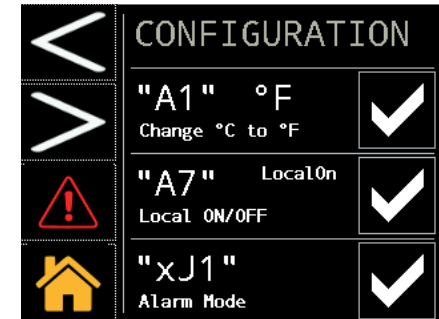 CONFIGURATION
"A1" °F
Change °C to °F
"A7" LocalOn
Local ON/OFF
"xJ1"
Alarm Mode